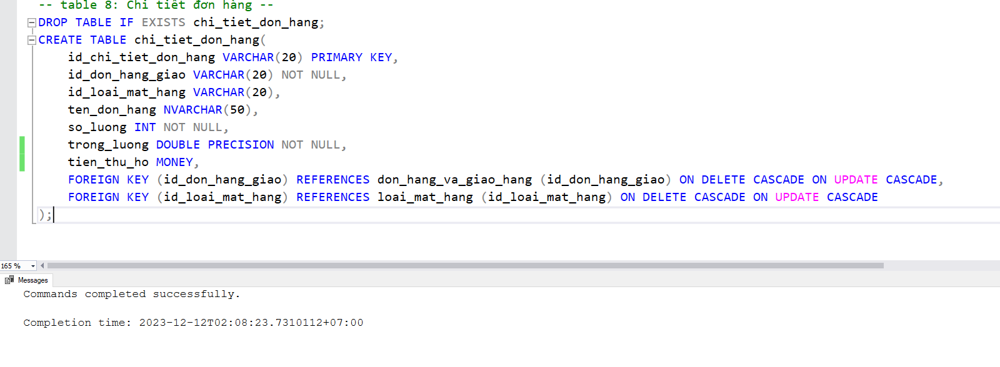 -- table 8: Chi tiết đơn hàng --
DROP TABLE IF EXISTS chi_tiet_don_hang;
CREATE TABLE chi_tiet_don_hang(
id_chi_tiet_don_hang VARCHAR(20) PRIMARY KEY,
id_don_hang_giao VARCHAR(20) NOT NULL,
id_loai_mat_hang VARCHAR(20),
ten_don_hang NVARCHAR(50),
so_luong INT NOT NULL,
trong_luong DOUBLE PRECISION NOT NULL,
tien_thu_ho MONEY,
FOREIGN KEY (id_don_hang_giao) REFERENCES don_hang_va_giao_hang (id_don_hang_giao) ON DELETE CASCADE ON UPDATE CASCADE,
FOREIGN KEY (id_loai_mat_hang) REFERENCES loai_mat_hang (id_loai_mat_hang) ON DELETE CASCADE ON UPDATE CASCADE
);
165 %
Messages
Commands completed successfully.
Completion time: 2023-12-12T02:08:23.7310112+07:00